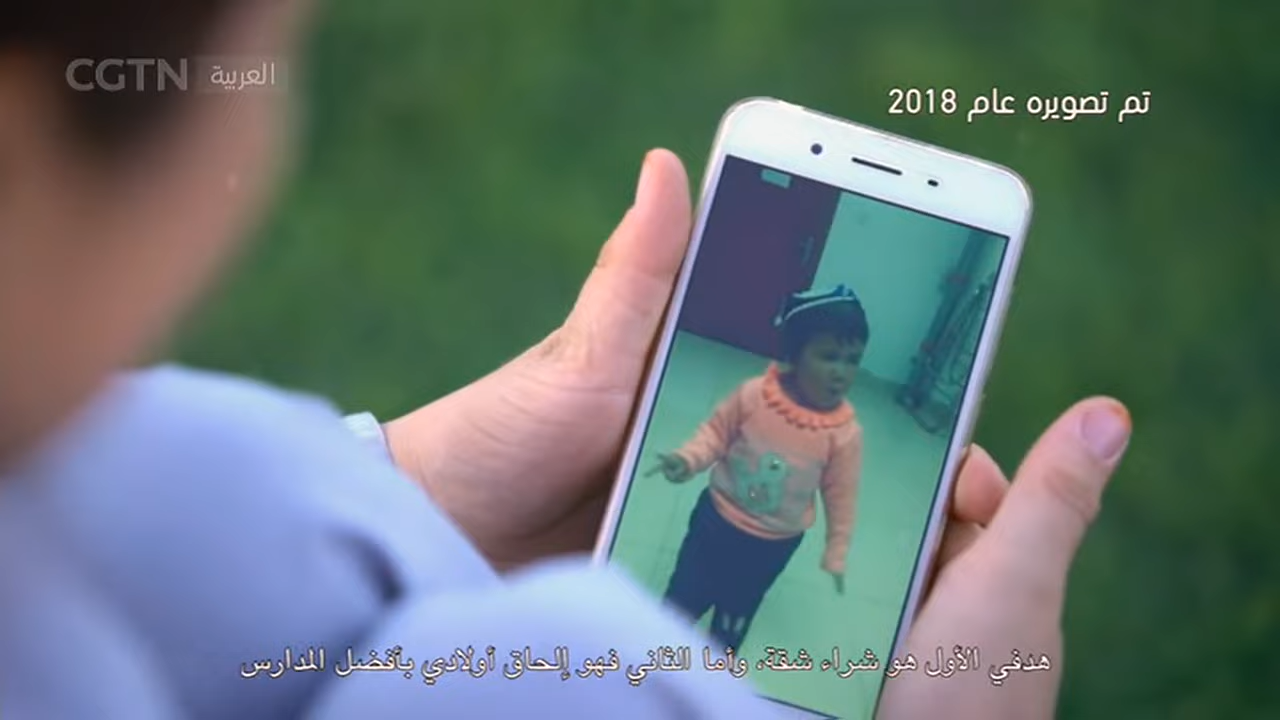 CGTN العربية
تم تصويره عام 2018
هدفي الأول هو شراء شقة، وأما الثاني فهو إلحاق أولادي بأفضل المدارس